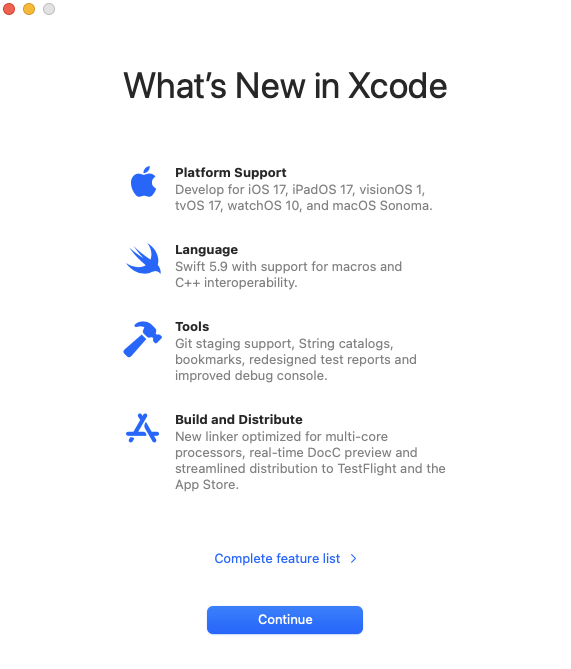 What’s New in Xcode
Platform Support
Develop for iOS 17, iPadOS 17, visionOS 1,
tvOS 17, watchOS 10, and macOS Sonoma.
Language
Swift 5.9 with support for macros and
C++ interoperability.
Tools
Git staging support, String catalogs,
bookmarks, redesigned test reports and
improved debug console.
Build and Distribute
New linker optimized for multi-core
processors, real-time DocC preview and
streamlined distribution to TestFlight and the
App Store.
Complete feature list
Continue